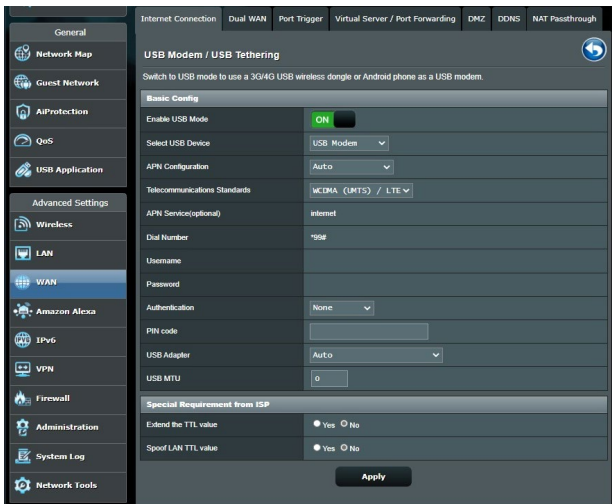 General
Network Map
Guest Network
AiProtection
QoS
USB Application
Advanced Settings
Wireless
LAN
WAN
Amazon Alexa
IPv6
VPN
Firewall
Administration
System Log
Network Tools
Internet Connection Dual WAN Port Trigger Virtual Server / Port Forwarding DMZ DDNS NAT Passthrough
USB Modem / USB Tethering
Switch to USB mode to use a 3G/4G USB wireless dongle or Android phone as a USB modem.
Basic Config
Enable USB Mode ON
Select USB Device USB Modem
APN Configuration Auto
Telecommunications Standards WCDMA (UMTS) / LTE
APN Service(optional) internet
Dial Number *99#
Username
Password
Authentication None
PIN code
USB Adapter Auto
USB MTU 0
Special Requirement from ISP
Extend the TTL value Yes No
Spoof LAN TTL value Yes No
Apply